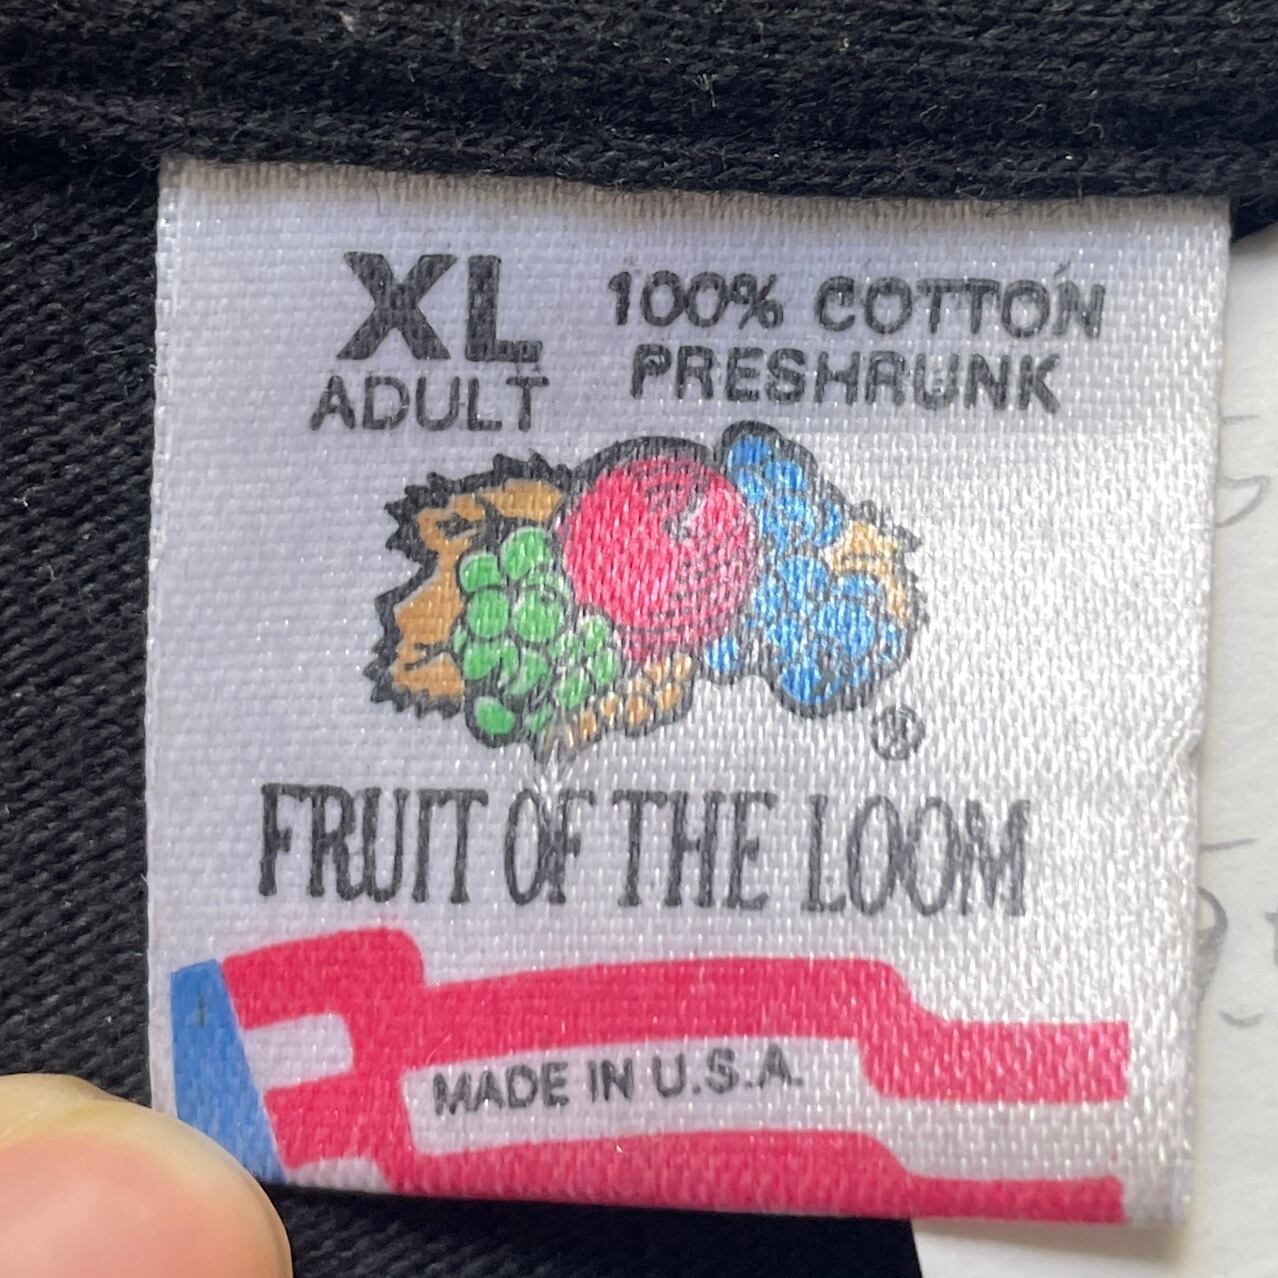 XL
ADULT
100% COTTON
PRESHRUNK
®
FRUIT OF THE LOOM
MADE IN U.S.A.